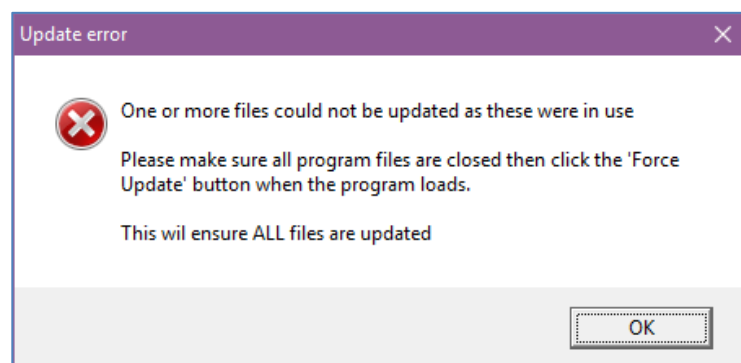 Update error
One or more files could not be updated as these were in use
Please make sure all program files are closed then click the 'Force
Update' button when the program loads.
This wil ensure ALL files are updated
OK